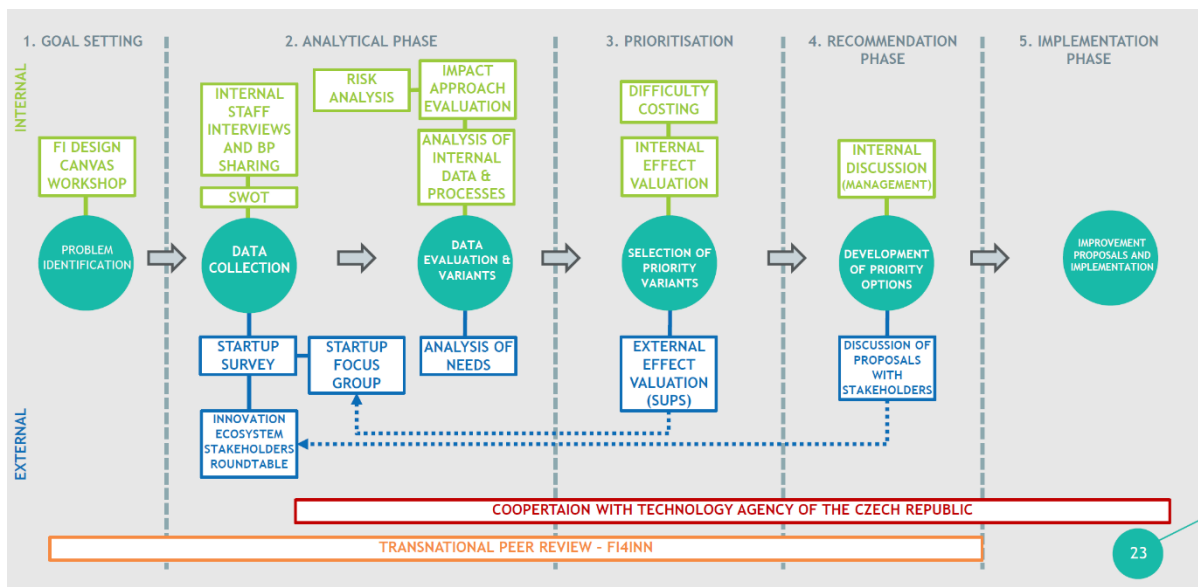 1. GOAL SETTING
2. ANALYTICAL PHASE
3. PRIORITISATION
4. RECOMMENDATION
PHASE
5. IMPLEMENTATION
PHASE
INTERNAL
FI DESIGN
CANVAS
WORKSHOP
INTERNAL
STAFF
INTERVIEWS
AND BP
SHARING
SWOT
RISK
ANALYSIS
IMPACT
APPROACH
EVALUATION
ANALYSIS OF
INTERNAL
DATA &
PROCESSES
DIFFICULTY
COSTING
INTERNAL
EFFECT
VALUATION
INTERNAL
DISCUSSION
(MANAGEMENT)
PROBLEM
IDENTIFICATION
DATA
COLLECTION
DATA
EVALUATION &
VARIANTS
SELECTION OF
PRIORITY
VARIANTS
DEVELOPMENT
OF PRIORITY
OPTIONS
IMPROVEMENT
PROPOSALS AND
IMPLEMENTATION
EXTERNAL
STARTUP
SURVEY
STARTUP
FOCUS
GROUP
ANALYSIS OF
NEEDS
EXTERNAL
EFFECT
VALUATION
(SUPS)
DISCUSSION OF
PROPOSALS WITH
STAKEHOLDERS
INNOVATION
ECOSYSTEM
STAKEHOLDERS
ROUNDTABLE
COOPERTAION WITH TECHNOLOGY AGENCY OF THE CZECH REPUBLIC
TRANSNATIONAL PEER REVIEW - FI4INN
23